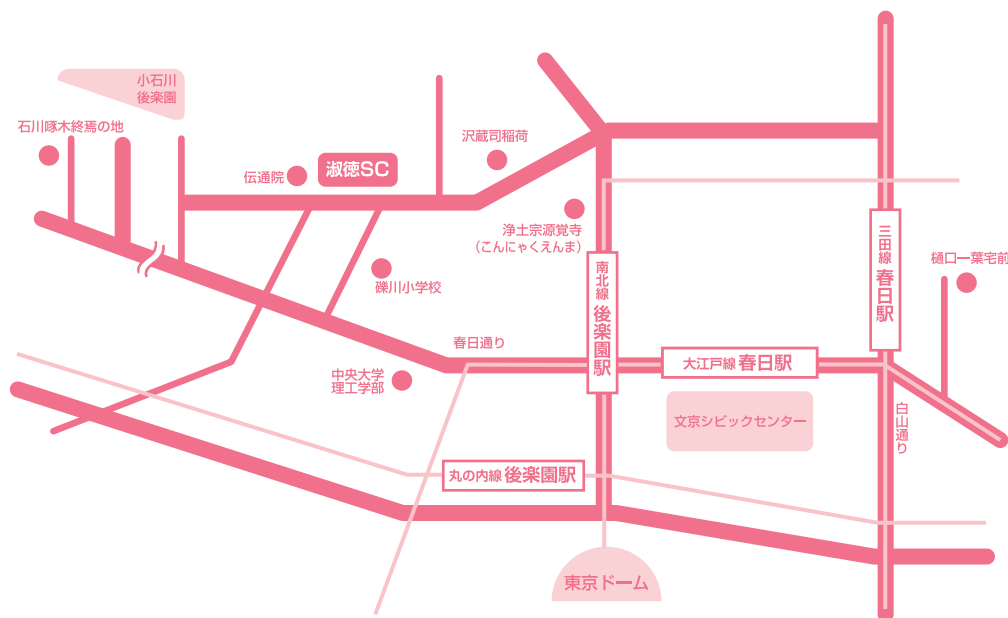 小石川
後楽園
石川啄木終焉の地
沢蔵司稲荷
伝通院
淑徳SC
浄土宗源覚寺
（こんにゃくえんま）
三田線 春日駅
樋口一葉宅前
南北線 後楽園駅
礫川小学校
春日通り
大江戸線 春日駅
中央大学
理工学部
文京シビックセンター
白山通り
丸の内線 後楽園駅
東京ドーム